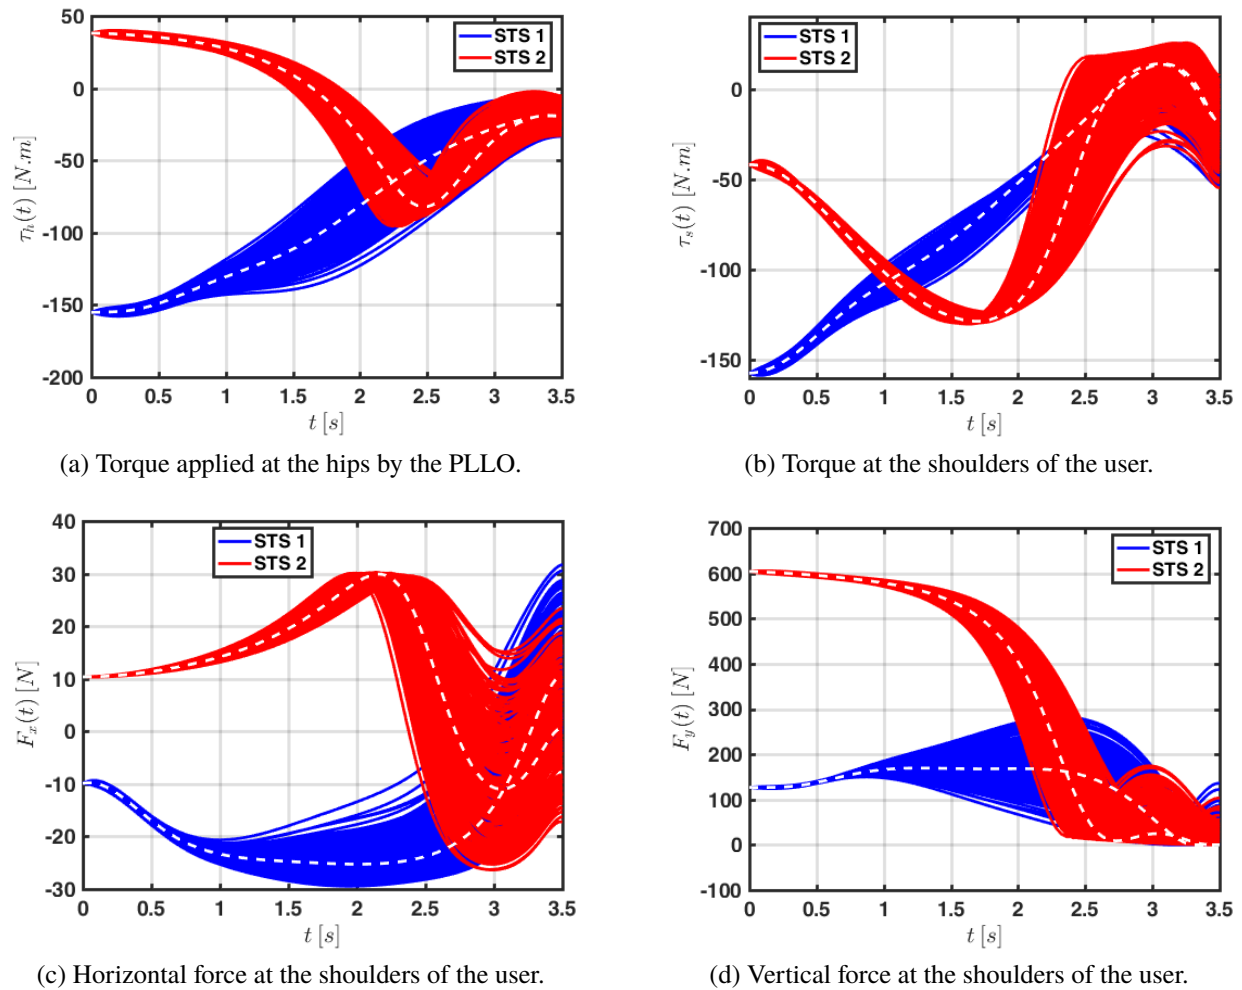 50
0
-50
-100
-150
-200
τ_h(t) [N.m]
STS 1
STS 2
0 0.5 1 1.5 2 2.5 3 3.5
t [s]
(a) Torque applied at the hips by the PLLO.
0
-50
-100
-150
τ_s(t) [N.m]
STS 1
STS 2
0 0.5 1 1.5 2 2.5 3 3.5
t [s]
(b) Torque at the shoulders of the user.
40
30
20
10
0
-10
-20
-30
F_x(t) [N]
STS 1
STS 2
0 0.5 1 1.5 2 2.5 3 3.5
t [s]
(c) Horizontal force at the shoulders of the user.
700
600
500
400
300
200
100
0
-100
F_y(t) [N]
STS 1
STS 2
0 0.5 1 1.5 2 2.5 3 3.5
t [s]
(d) Vertical force at the shoulders of the user.